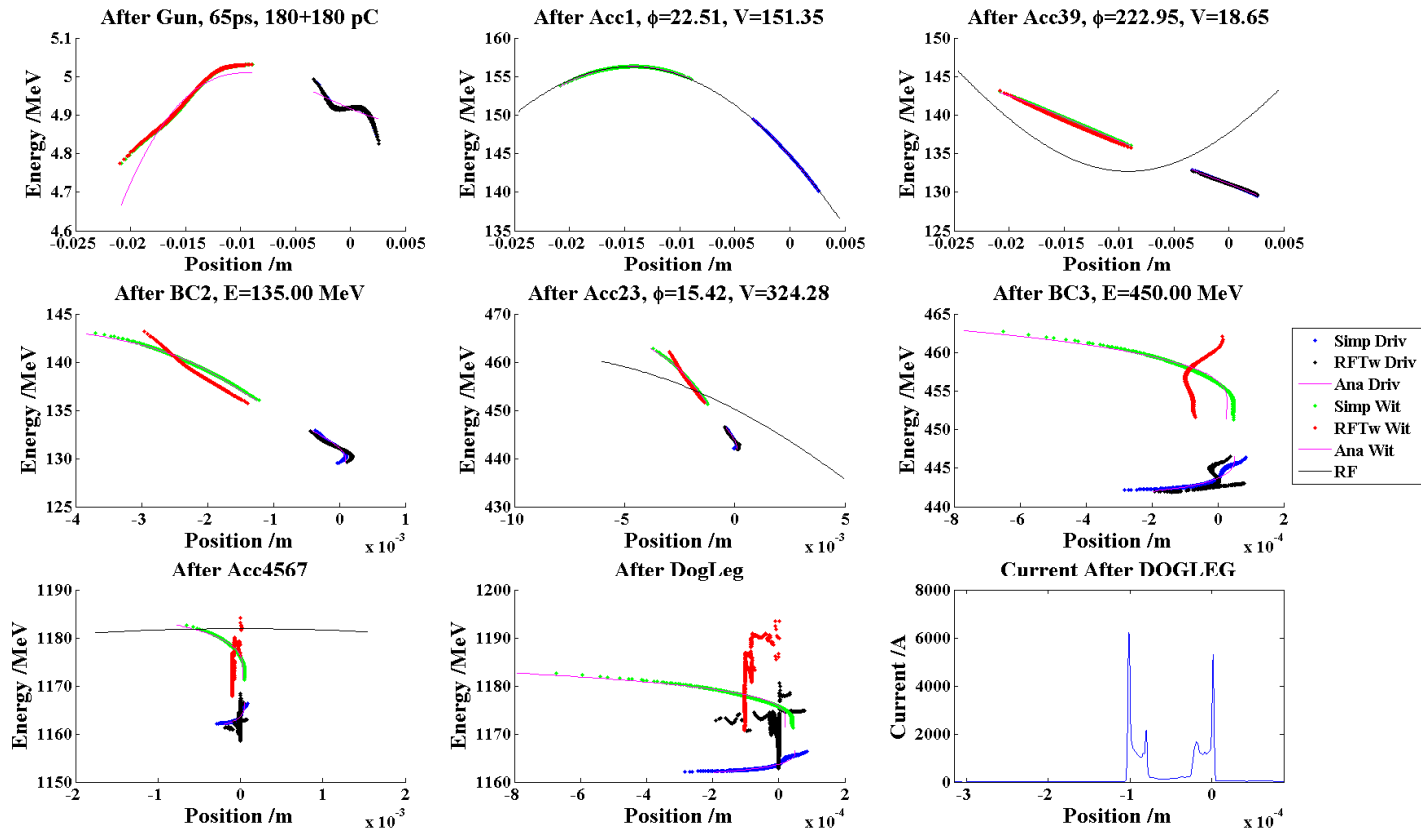 After Gun, 65ps, 180+180 pC
5.1
5
4.9
4.8
4.7
4.6
Energy /MeV
-0.025 -0.02 -0.015 -0.01 -0.005 0 0.005
Position /m
After Acc1, ϕ=22.51, V=151.35
160
155
150
145
140
135
Energy /MeV
-0.025 -0.02 -0.015 -0.01 -0.005 0 0.005
Position /m
After Acc39, ϕ=222.95, V=18.65
150
145
140
135
130
125
Energy /MeV
-0.025 -0.02 -0.015 -0.01 -0.005 0 0.005
Position /m
After BC2, E=135.00 MeV
145
140
135
130
125
Energy /MeV
-4 -3 -2 -1 0 1
Position /m
x 10⁻³
After Acc23, ϕ=15.42, V=324.28
470
460
450
440
430
420
Energy /MeV
-10 -5 0 5
Position /m
x 10⁻³
After BC3, E=450.00 MeV
465
460
455
450
445
440
Energy /MeV
-8 -6 -4 -2 0 2
Position /m
x 10⁻⁴
Simp Driv
RFTw Driv
Ana Driv
Simp Wit
RFTw Wit
Ana Wit
RF
After Acc4567
1190
1180
1170
1160
1150
Energy /MeV
-2 -1 0 1 2
Position /m
x 10⁻³
After DogLeg
1200
1190
1180
1170
1160
Energy /MeV
-8 -6 -4 -2 0 2
Position /m
x 10⁻⁴
Current After DOGLEG
8000
6000
4000
2000
0
Current /A
-3 -2 -1 0
Position /m
x 10⁻⁴